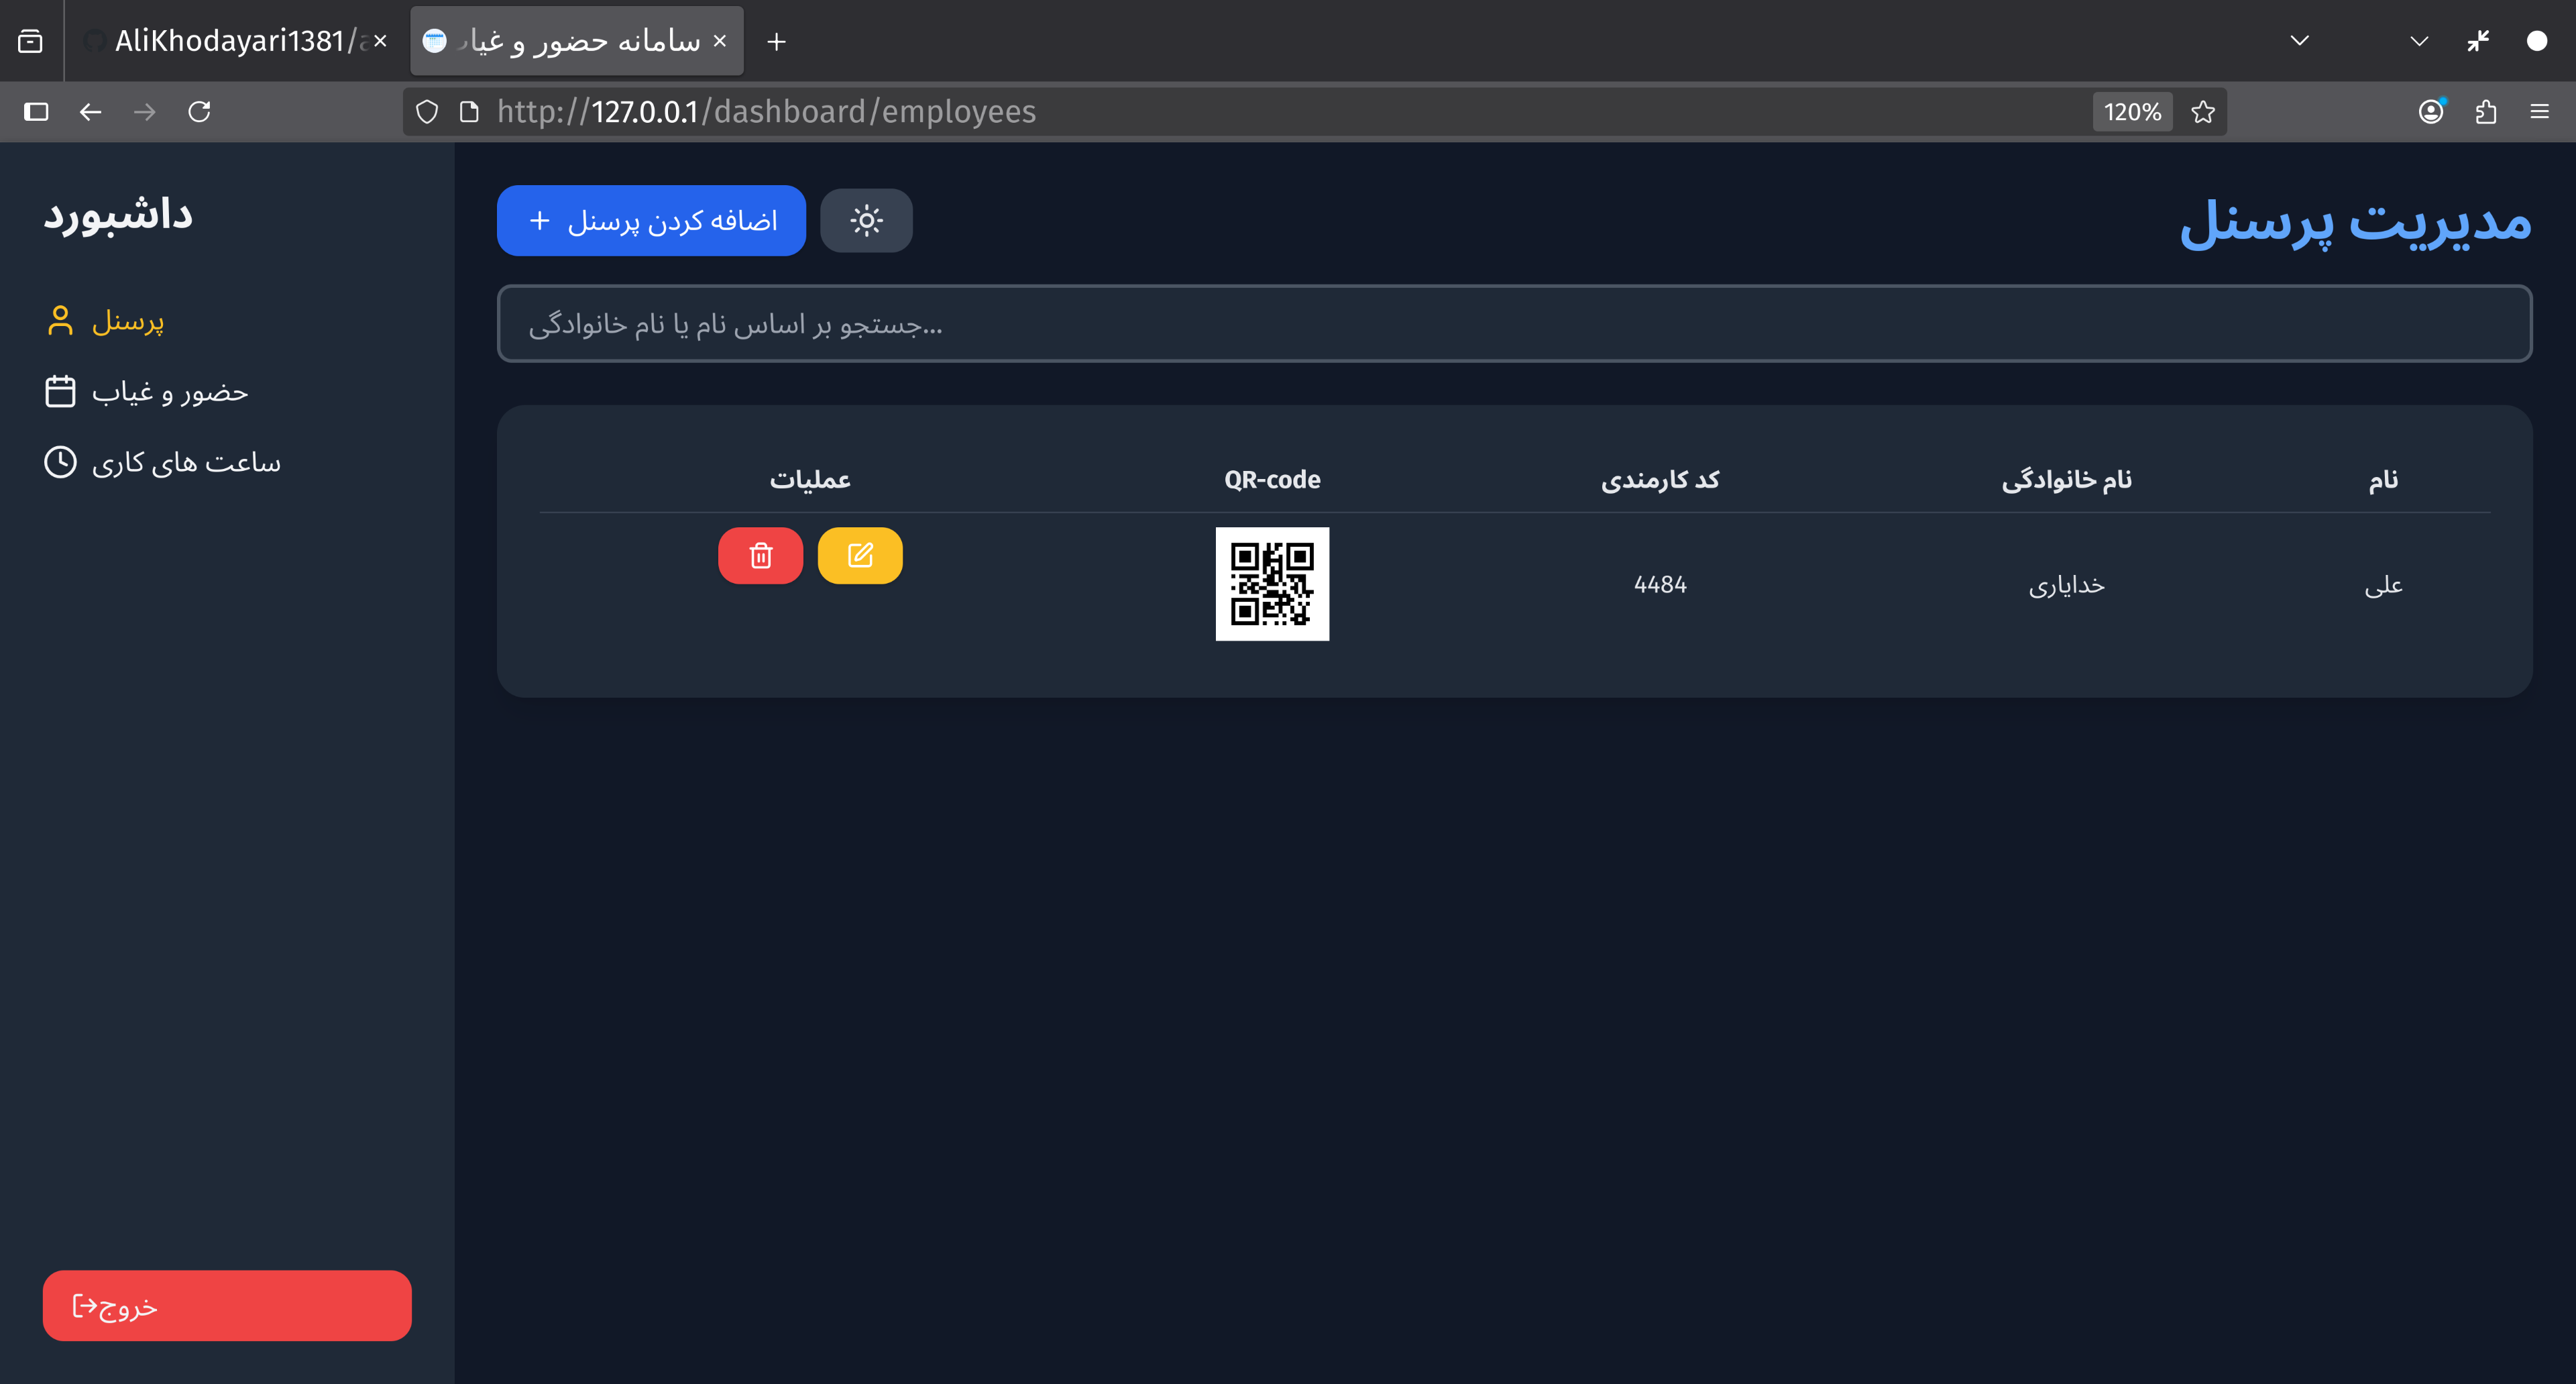 AliKhodayari1381/
سامانه حضور و غیا
http://127.0.0.1/dashboard/employees
120%
داشبورد
پرسنل
حضور و غیاب
ساعت های کاری
خروج
مدیریت پرسنل
اضافه کردن پرسنل +
جستجو بر اساس نام یا نام خانوادگی...
نام نام خانوادگی کد کارمندی QR-code عملیات
علی خدایاری 4484